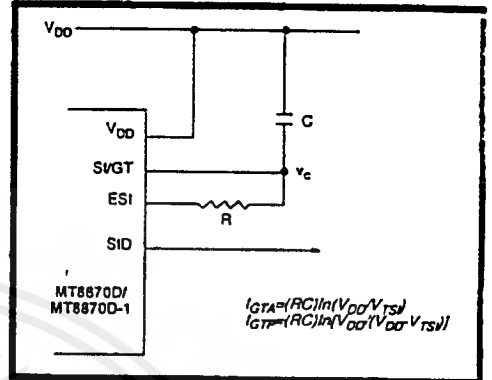 VDD
C
VDD
St/GT
vc
ESt
R
StD
MT8870D/
MT8870D-1
tGTA=(RC)ln(VDD/VTSt)
tGTP=(RC)ln[VDD/(VDD-VTSt)]